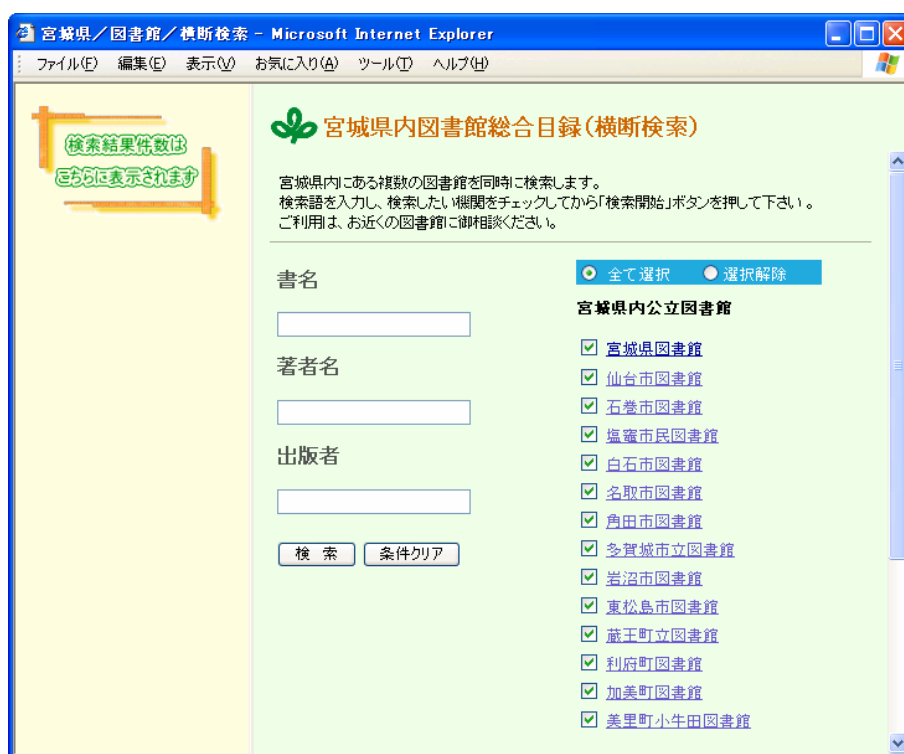 宮城県／図書館／横断検索 - Microsoft Internet Explorer
ファイル(F) 編集(E) 表示(V) お気に入り(A) ツール(T) ヘルプ(H)
検索結果件数は
こちらに表示されます
宮城県内図書館総合目録(横断検索)
宮城県内にある複数の図書館を同時に検索します。
検索語を入力し、検索したい機関をチェックしてから「検索開始」ボタンを押して下さい。
ご利用は、お近くの図書館に御相談ください。
書名
著者名
出版者
検 索 条件クリア
全て選択 選択解除
宮城県内公立図書館
宮城県図書館
仙台市図書館
石巻市図書館
塩竈市民図書館
白石市図書館
名取市図書館
角田市図書館
多賀城市立図書館
岩沼市図書館
東松島市図書館
蔵王町立図書館
利府町図書館
加美町図書館
美里町小牛田図書館